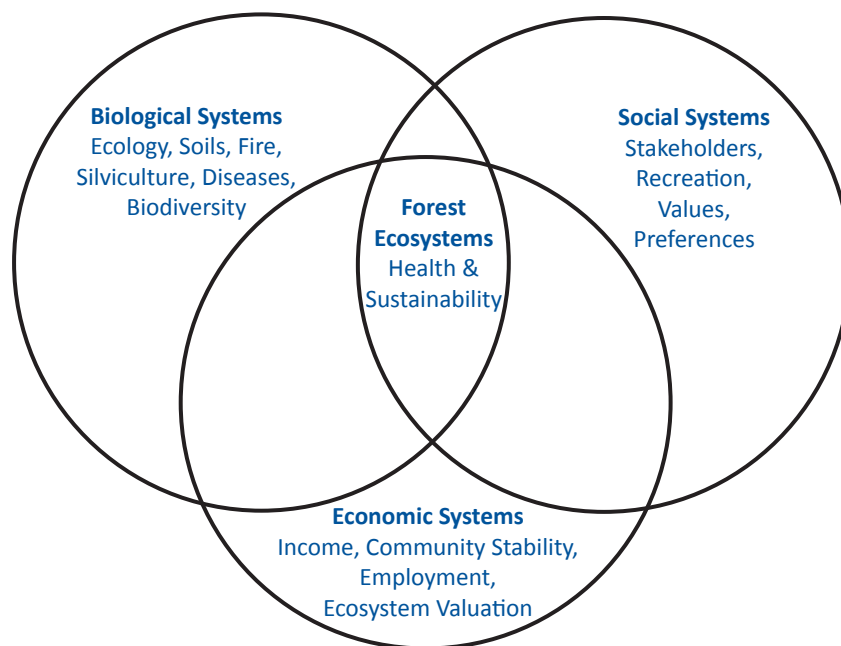 Biological Systems
Ecology, Soils, Fire,
Silviculture, Diseases,
Biodiversity
Social Systems
Stakeholders,
Recreation,
Values,
Preferences
Forest
Ecosystems
Health &
Sustainability
Economic Systems
Income, Community Stability,
Employment,
Ecosystem Valuation